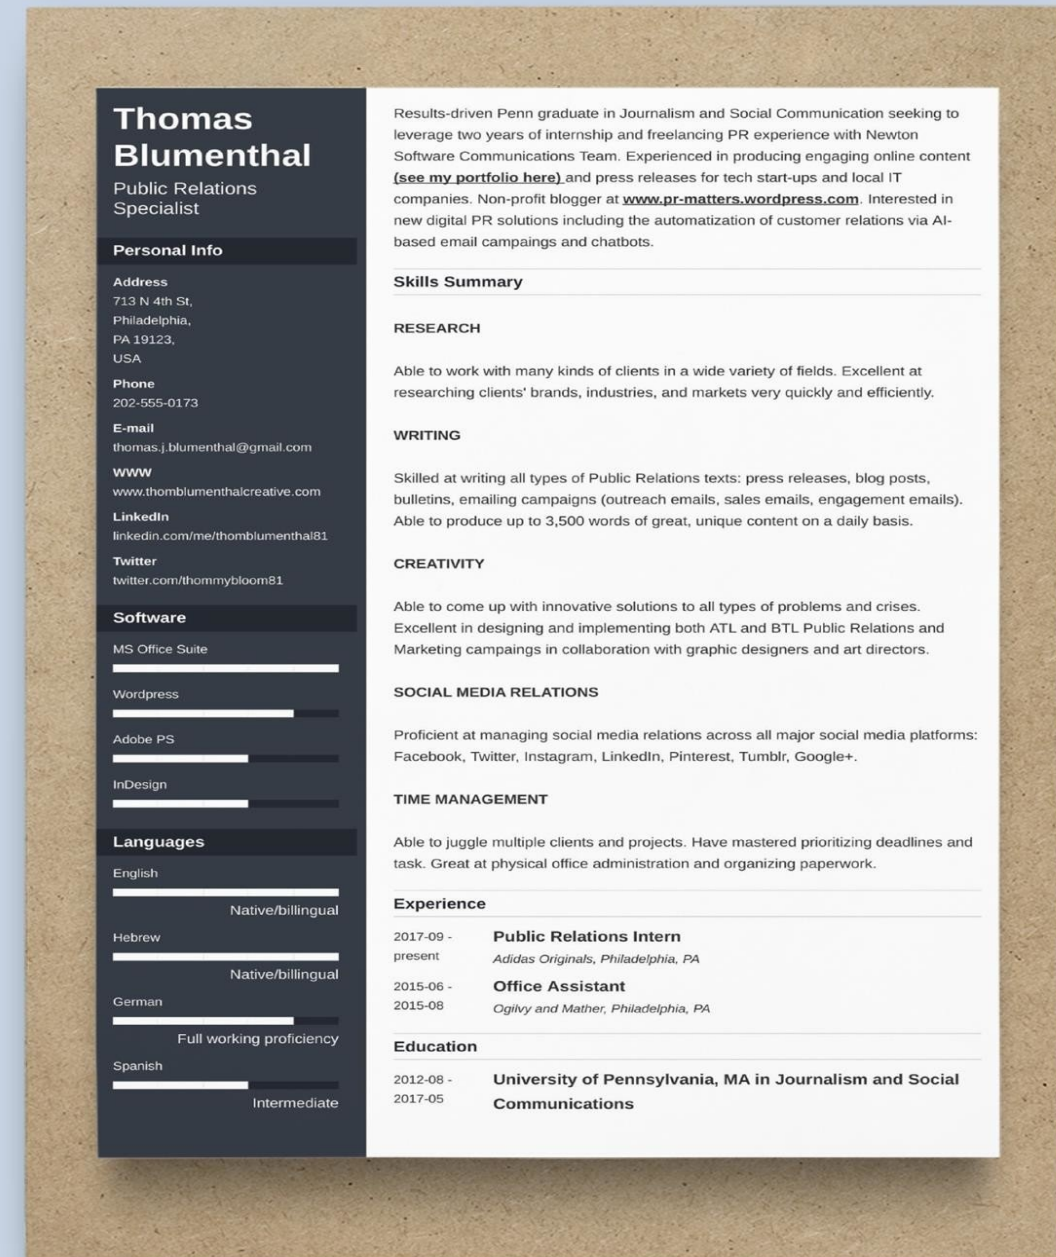 Thomas
Blumenthal
Public Relations
Specialist
Personal Info
Address
713 N 4th St,
Philadelphia,
PA 19123,
USA
Phone
202-555-0173
E-mail
thomas.j.blumenthal@gmail.com
WWW
www.thomblumenthalcreative.com
LinkedIn
linkedin.com/me/thomblumenthal81
Twitter
twitter.com/thommybloom81
Software
MS Office Suite
Wordpress
Adobe PS
InDesign
Languages
English
Native/billingual
Hebrew
Native/billingual
German
Full working proficiency
Spanish
Intermediate
Results-driven Penn graduate in Journalism and Social Communication seeking to
leverage two years of internship and freelancing PR experience with Newton
Software Communications Team. Experienced in producing engaging online content
(see my portfolio here) and press releases for tech start-ups and local IT
companies. Non-profit blogger at www.pr-matters.wordpress.com. Interested in
new digital PR solutions including the automatization of customer relations via AI-
based email campaings and chatbots.
Skills Summary
RESEARCH
Able to work with many kinds of clients in a wide variety of fields. Excellent at
researching clients' brands, industries, and markets very quickly and efficiently.
WRITING
Skilled at writing all types of Public Relations texts: press releases, blog posts,
bulletins, emailing campaigns (outreach emails, sales emails, engagement emails).
Able to produce up to 3,500 words of great, unique content on a daily basis.
CREATIVITY
Able to come up with innovative solutions to all types of problems and crises.
Excellent in designing and implementing both ATL and BTL Public Relations and
Marketing campaings in collaboration with graphic designers and art directors.
SOCIAL MEDIA RELATIONS
Proficient at managing social media relations across all major social media platforms:
Facebook, Twitter, Instagram, LinkedIn, Pinterest, Tumblr, Google+.
TIME MANAGEMENT
Able to juggle multiple clients and projects. Have mastered prioritizing deadlines and
task. Great at physical office administration and organizing paperwork.
Experience
2017-09 -
present
Public Relations Intern
Adidas Originals, Philadelphia, PA
2015-06 -
2015-08
Office Assistant
Ogilvy and Mather, Philadelphia, PA
Education
2012-08 -
2017-05
University of Pennsylvania, MA in Journalism and Social
Communications